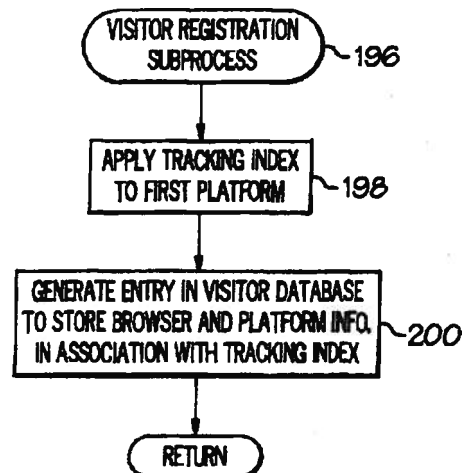 VISITOR REGISTRATION
SUBPROCESS
196
APPLY TRACKING INDEX
TO FIRST PLATFORM
198
GENERATE ENTRY IN VISITOR DATABASE
TO STORE BROWSER AND PLATFORM INFO.
IN ASSOCIATION WITH TRACKING INDEX
200
RETURN